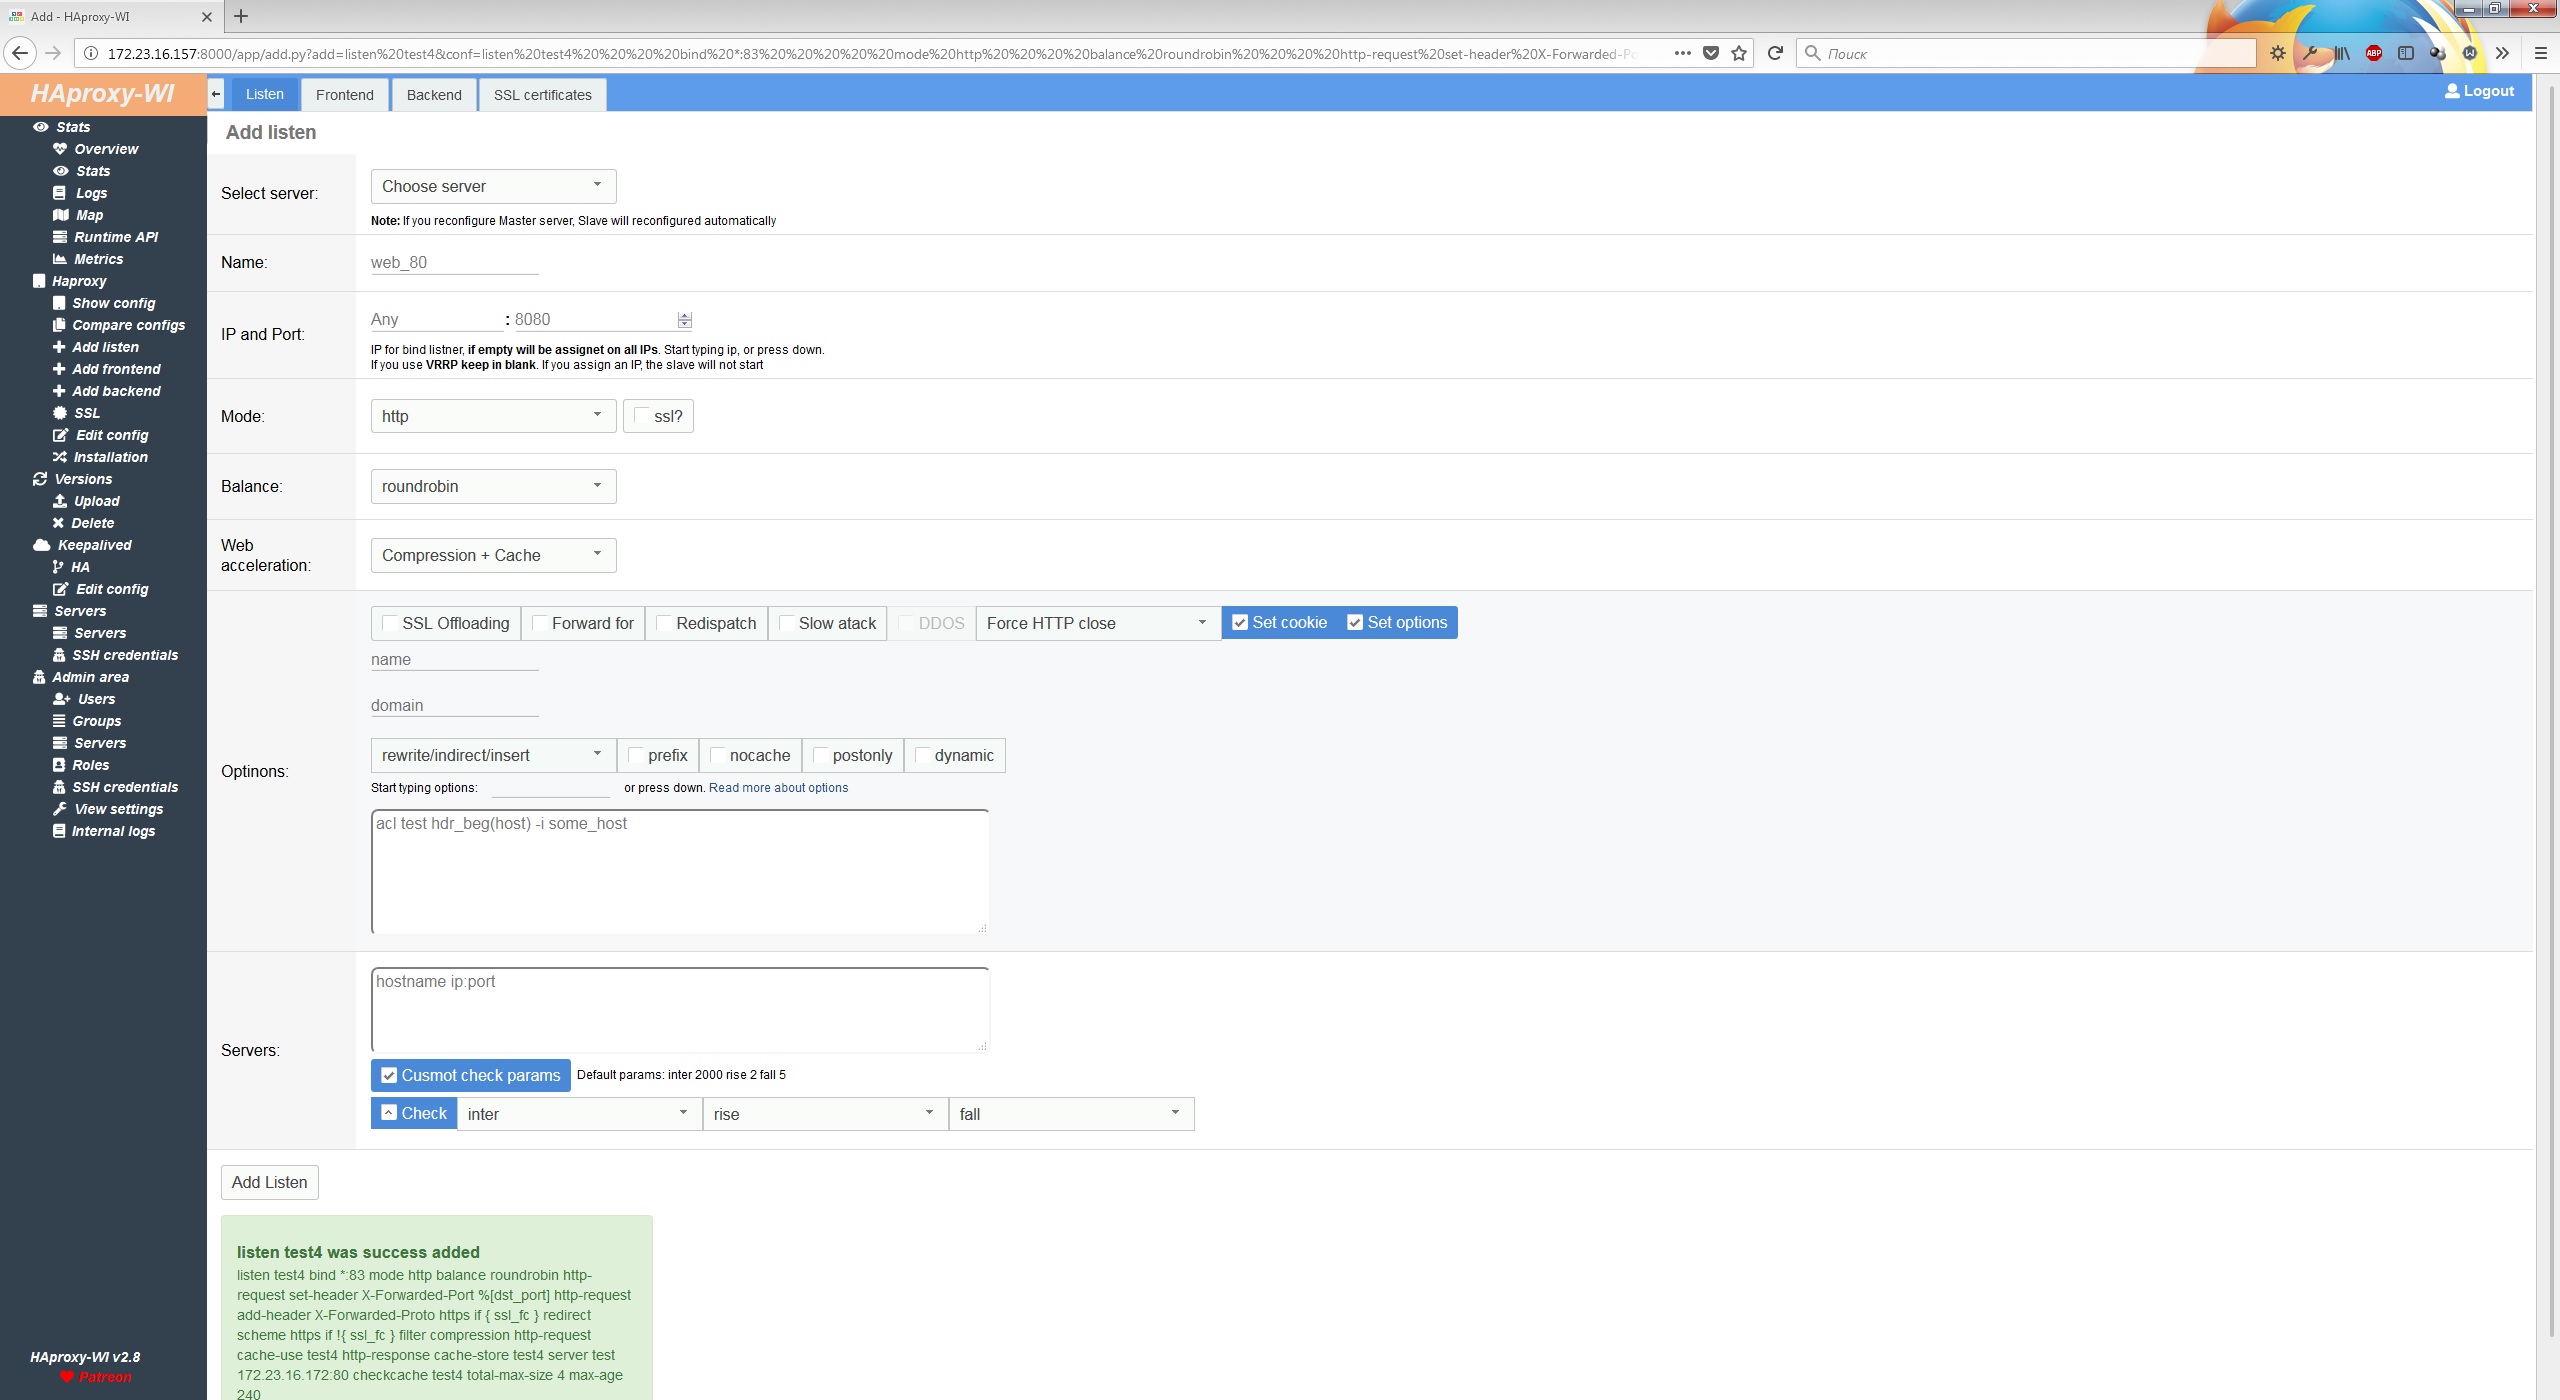 Add - HAproxy-WI
172.23.16.157:8000/app/add.py?add=listen%20test4&conf=listen%20test4%20%20%20%20bind%20*:83%20%20%20%20%20mode%20http%20%20%20%20balance%20roundrobin%20%20%20%20http-request%20set-header%20X-Forwarded-Po
Поиск
ABP
HAproxy-WI
Listen
Frontend
Backend
SSL certificates
Logout
Stats
Overview
Stats
Logs
Map
Runtime API
Metrics
Haproxy
Show config
Compare configs
Add listen
Add frontend
Add backend
SSL
Edit config
Installation
Versions
Upload
Delete
Keepalived
HA
Edit config
Servers
Servers
SSH credentials
Admin area
Users
Groups
Servers
Roles
SSH credentials
View settings
Internal logs
HAproxy-WI v2.8
Patreon
Add listen
Select server:
Choose server
Note: If you reconfigure Master server, Slave will reconfigured automatically
Name:
web_80
IP and Port:
Any : 8080
IP for bind listner, if empty will be assignet on all IPs. Start typing ip, or press down.
If you use VRRP keep in blank. If you assign an IP, the slave will not start
Mode:
http ssl?
Balance:
roundrobin
Web
acceleration:
Compression + Cache
Optinons:
SSL Offloading Forward for Redispatch Slow atack DDOS Force HTTP close Set cookie Set options
name
domain
rewrite/indirect/insert prefix nocache postonly dynamic
Start typing options: or press down. Read more about options
acl test hdr_beg(host) -i some_host
Servers:
hostname ip:port
Cusmot check params Default params: inter 2000 rise 2 fall 5
Check inter rise fall
Add Listen
listen test4 was success added
listen test4 bind *:83 mode http balance roundrobin http-
request set-header X-Forwarded-Port %[dst_port] http-request
add-header X-Forwarded-Proto https if { ssl_fc } redirect
scheme https if !{ ssl_fc } filter compression http-request
cache-use test4 http-response cache-store test4 server test
172.23.16.172:80 checkcache test4 total-max-size 4 max-age
240